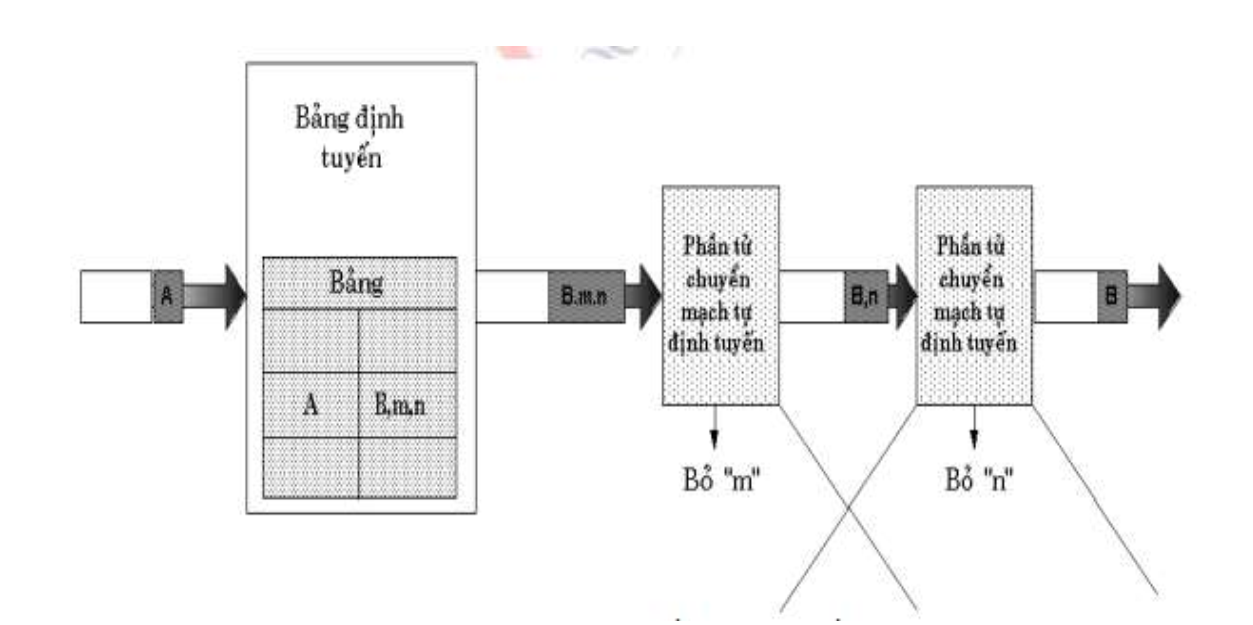 Bảng định
tuyến
A
Bảng
A
B,m.n
B.m.n
Phần tử
chuyển
mạch tự
định tuyến
Bỏ "m"
B,n
Phần tử
chuyển
mạch tự
định tuyến
Bỏ "n"
B